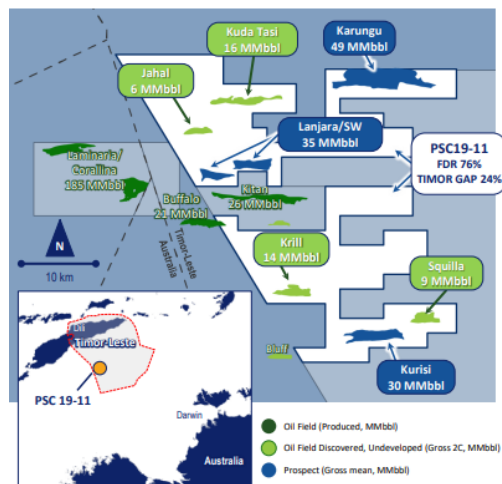 Kuda Tasi
16 MMbbl
Karungu
49 MMbbl
Jahal
6 MMbbl
Lanjara/SW
35 MMbbl
PSC19-11
FDR 76%
TIMOR GAP 24%
Laminaria/
Corallina
185 MMbbl
Buffalo
21 MMbbl
Kitan
26 MMbbl
N
10 km
Timor-Leste
Australia
Krill
14 MMbbl
Squilla
9 MMbbl
Bluff
Kurisi
30 MMbbl
Dili
Timor-Leste
PSC 19-11
Darwin
Australia
Oil Field (Produced, MMbbl)
Oil Field Discovered, Undeveloped (Gross 2C, MMbbl)
Prospect (Gross mean, MMbbl)